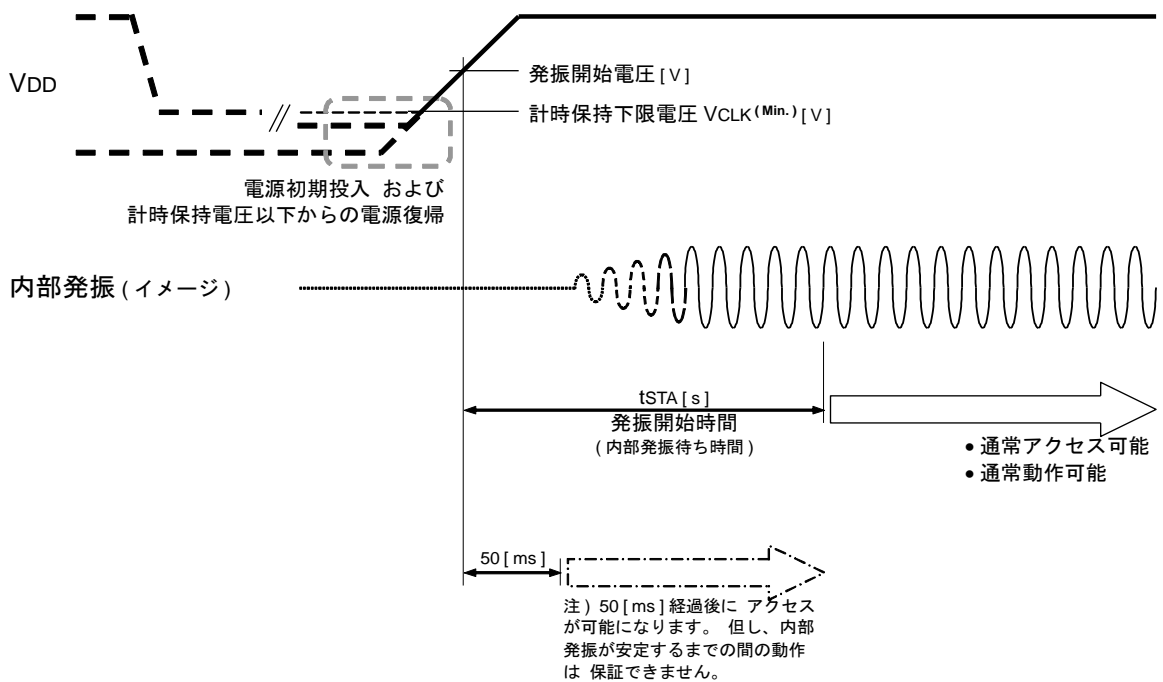 VDD
発振開始電圧 [V]
計時保持下限電圧 VCLK(Min.) [V]
電源初期投入 および
計時保持電圧以下からの電源復帰
内部発振 ( イメージ )
tSTA [ s ]
発振開始時間
( 内部発振待ち時間 )
• 通常アクセス可能
• 通常動作可能
50 [ ms ]
注 ) 50 [ ms ] 経過後に アクセス
が可能になります。 但し、内部
発振が安定するまでの間の動作
は 保証できません。